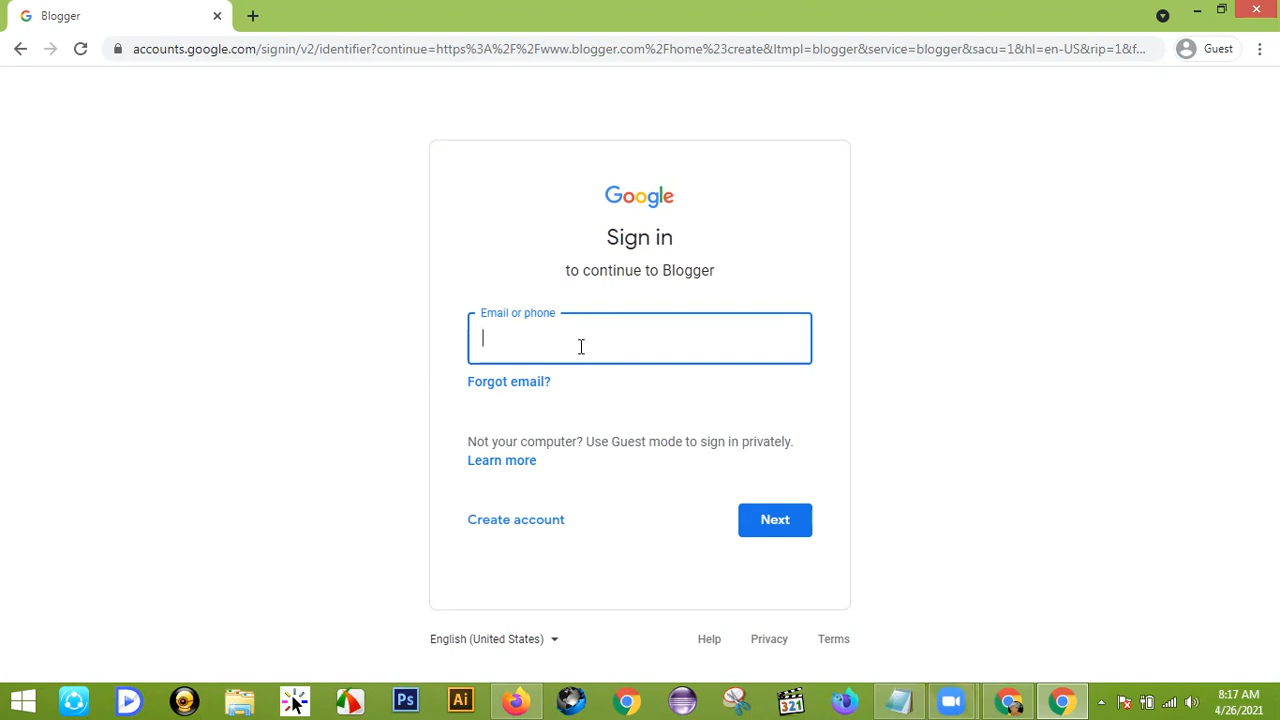 Blogger
accounts.google.com/signin/v2/identifier?continue=https%3A%2F%2Fwww.blogger.com%2Fhome%23create&ltmpl=blogger&service=blogger&sacu=1&hl=en-US&rip=1&f...
Guest
Google
Sign in
to continue to Blogger
Email or phone
Forgot email?
Not your computer? Use Guest mode to sign in privately.
Learn more
Create account
Next
English (United States)
Help
Privacy
Terms
Ps
Ai
321
8:17 AM
4/26/2021